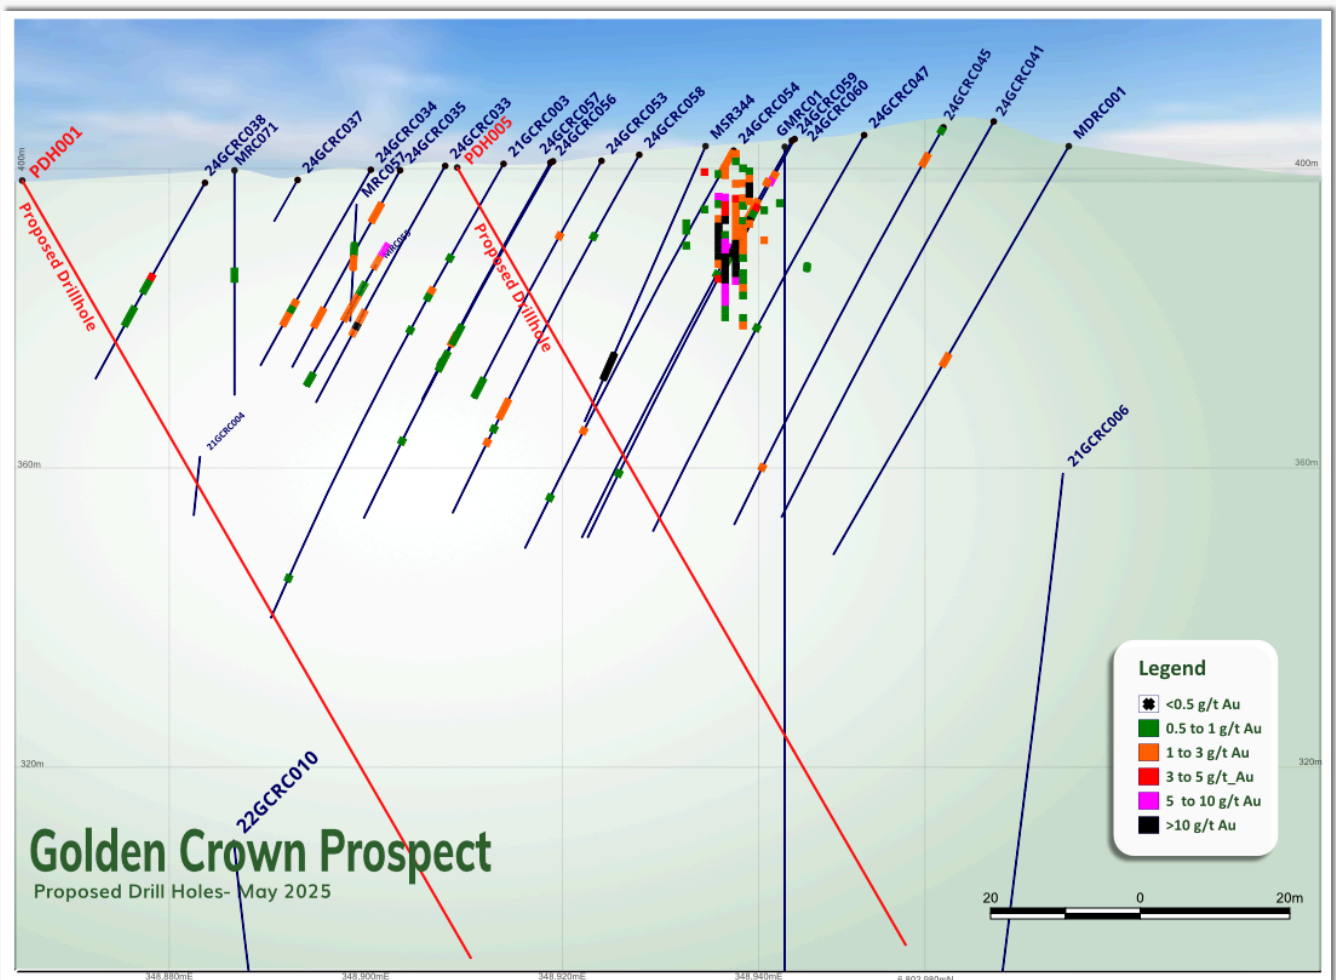 PDH001
24GCRC038
MRC071
24GCRC037
24GCRC034
MRC057
24GCRC035
24GCRC033
PDH005
21GCRC003
24GCRC057
24GCRC056
24GCRC053
24GCRC058
MSR344
24GCRC054
GMRC01
24GCRC059
24GCRC060
24GCRC047
24GCRC045
24GCRC041
MDRC001
400m
400m
Proposed Drillhole
Proposed Drillhole
21GCRC004
21GCRC006
360m
360m
320m
320m
22GCRC010
Golden Crown Prospect
Proposed Drill Holes- May 2025
Legend
<0.5 g/t Au
0.5 to 1 g/t Au
1 to 3 g/t Au
3 to 5 g/t_Au
5 to 10 g/t Au
>10 g/t Au
20 0 20m
348,880mE 348,900mE 348,920mE 348,940mE 6,802,980mN